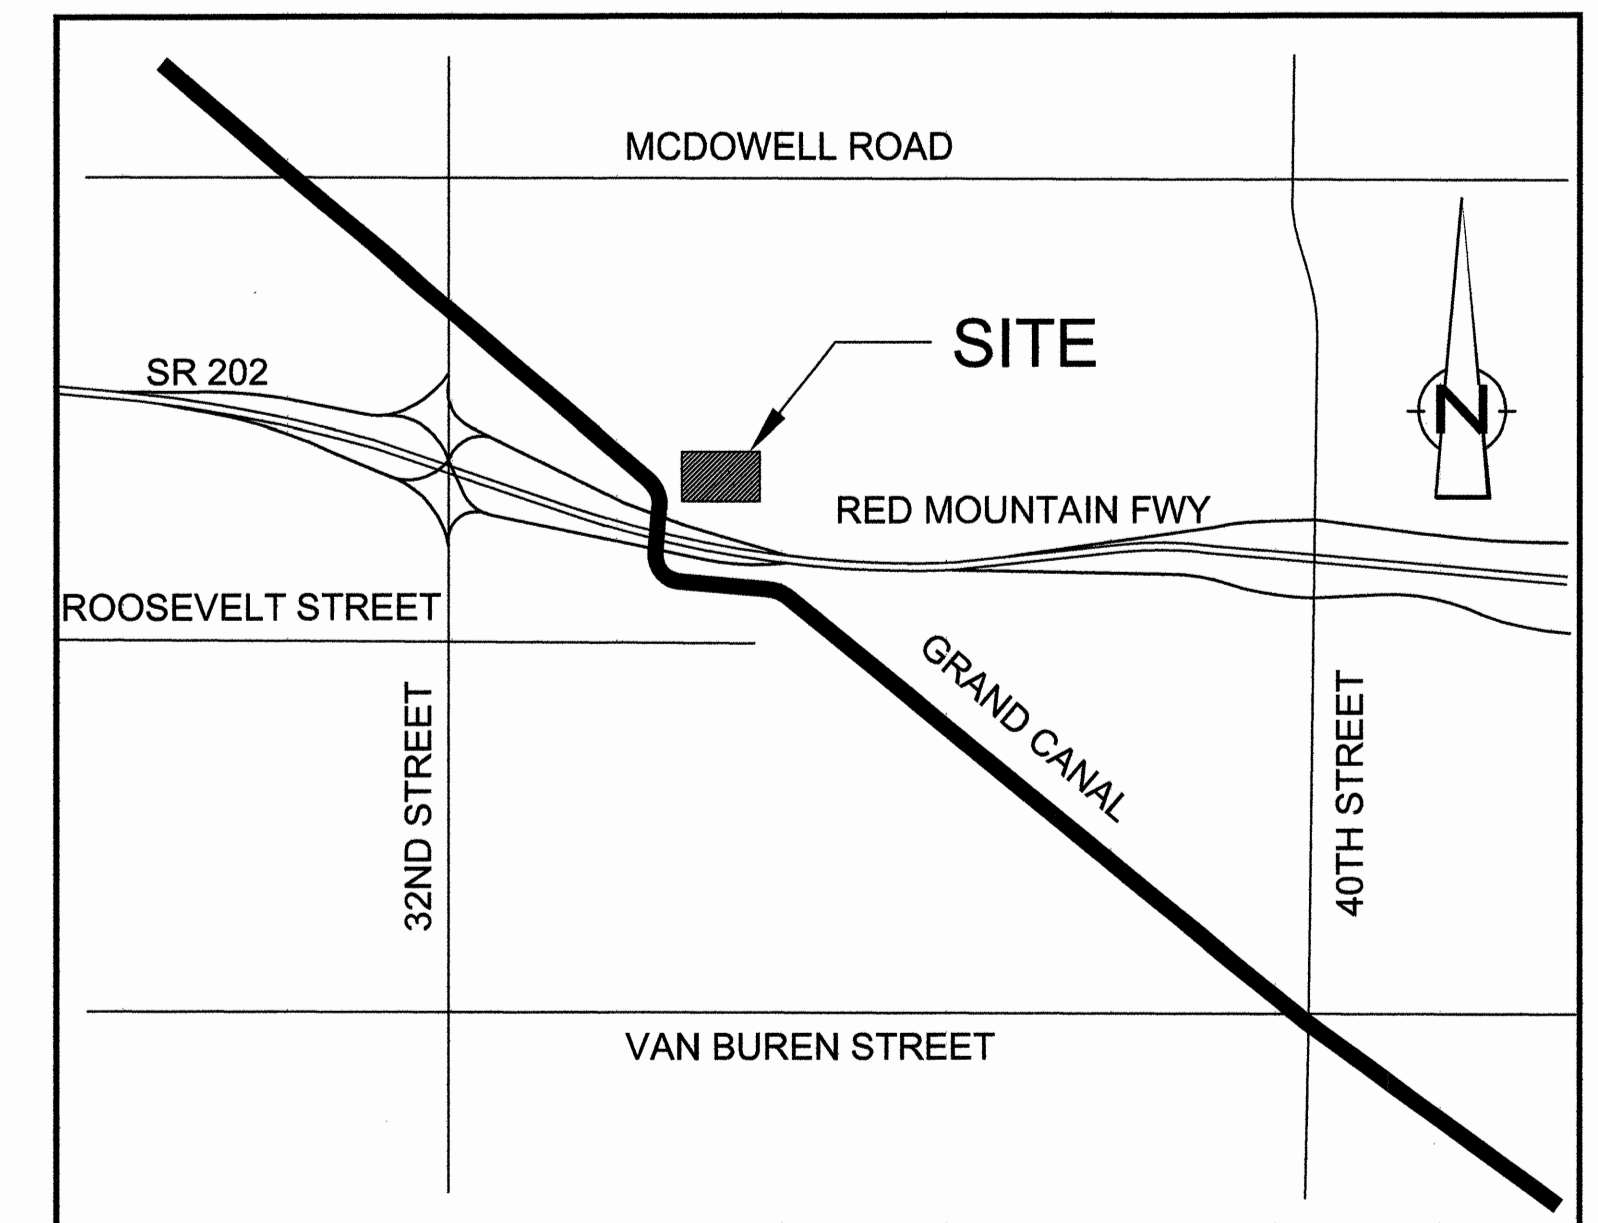 MCDOWELL ROAD
SITE
SR 202
N
RED MOUNTAIN FWY
ROOSEVELT STREET
GRAND CANAL
32ND STREET
40TH STREET
VAN BUREN STREET